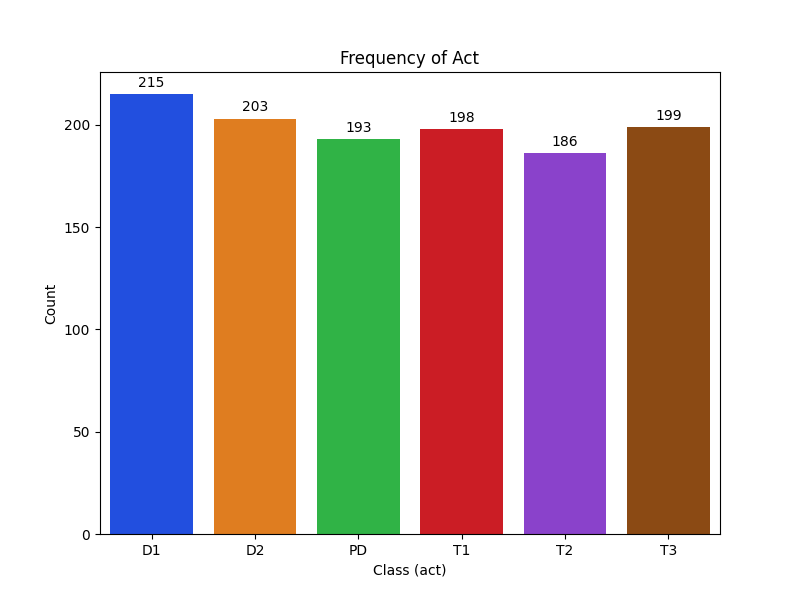 Frequency of Act
215
203
193
198
186
199
200
150
100
50
0
Count
D1 D2 PD T1 T2 T3
Class (act)